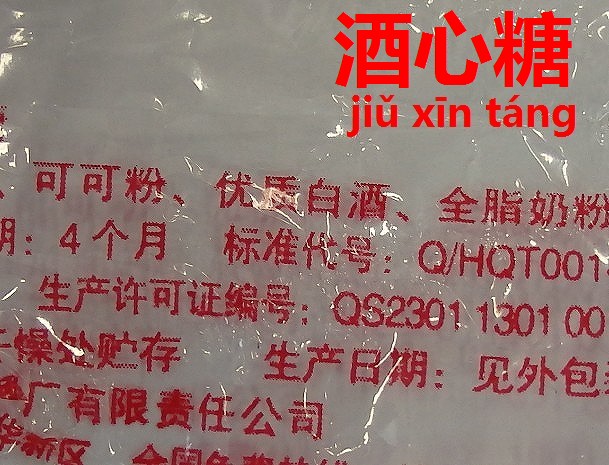 酒心糖
jiǔ xīn táng
、可可粉、优质白酒、全脂奶粉
期：4个月 标准代号：Q/HQT001
生产许可证编号：QS2301 1301 00
燥处贮存 生产日期：见外包
厂有限责任公司
新区